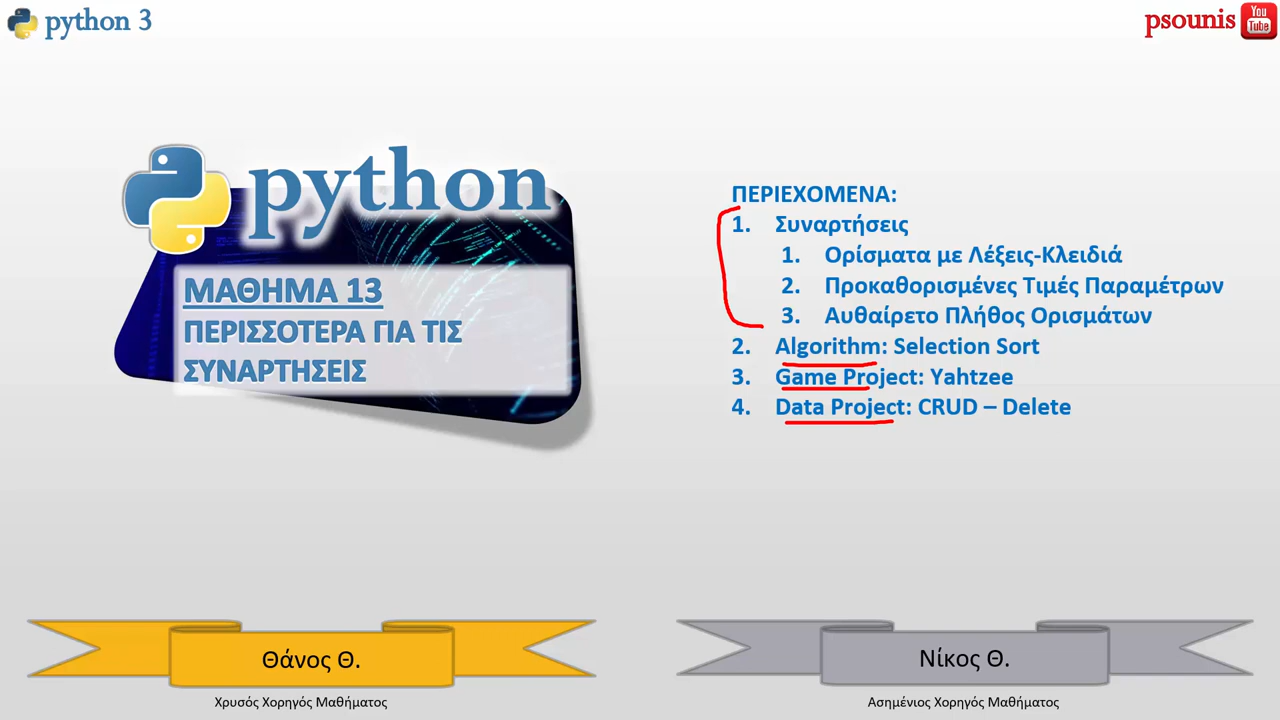 python 3
psounis
You
Tube
python
ΜΑΘΗΜΑ 13
ΠΕΡΙΣΣΟΤΕΡΑ ΓΙΑ ΤΙΣ
ΣΥΝΑΡΤΗΣΕΙΣ
ΠΕΡΙΕΧΟΜΕΝΑ:
1. Συναρτήσεις
1. Ορίσματα με Λέξεις-Κλειδιά
2. Προκαθορισμένες Τιμές Παραμέτρων
3. Αυθαίρετο Πλήθος Ορισμάτων
2. Algorithm: Selection Sort
3. Game Project: Yahtzee
4. Data Project: CRUD – Delete
Θάνος Θ.
Χρυσός Χορηγός Μαθήματος
Νίκος Θ.
Ασημένιος Χορηγός Μαθήματος